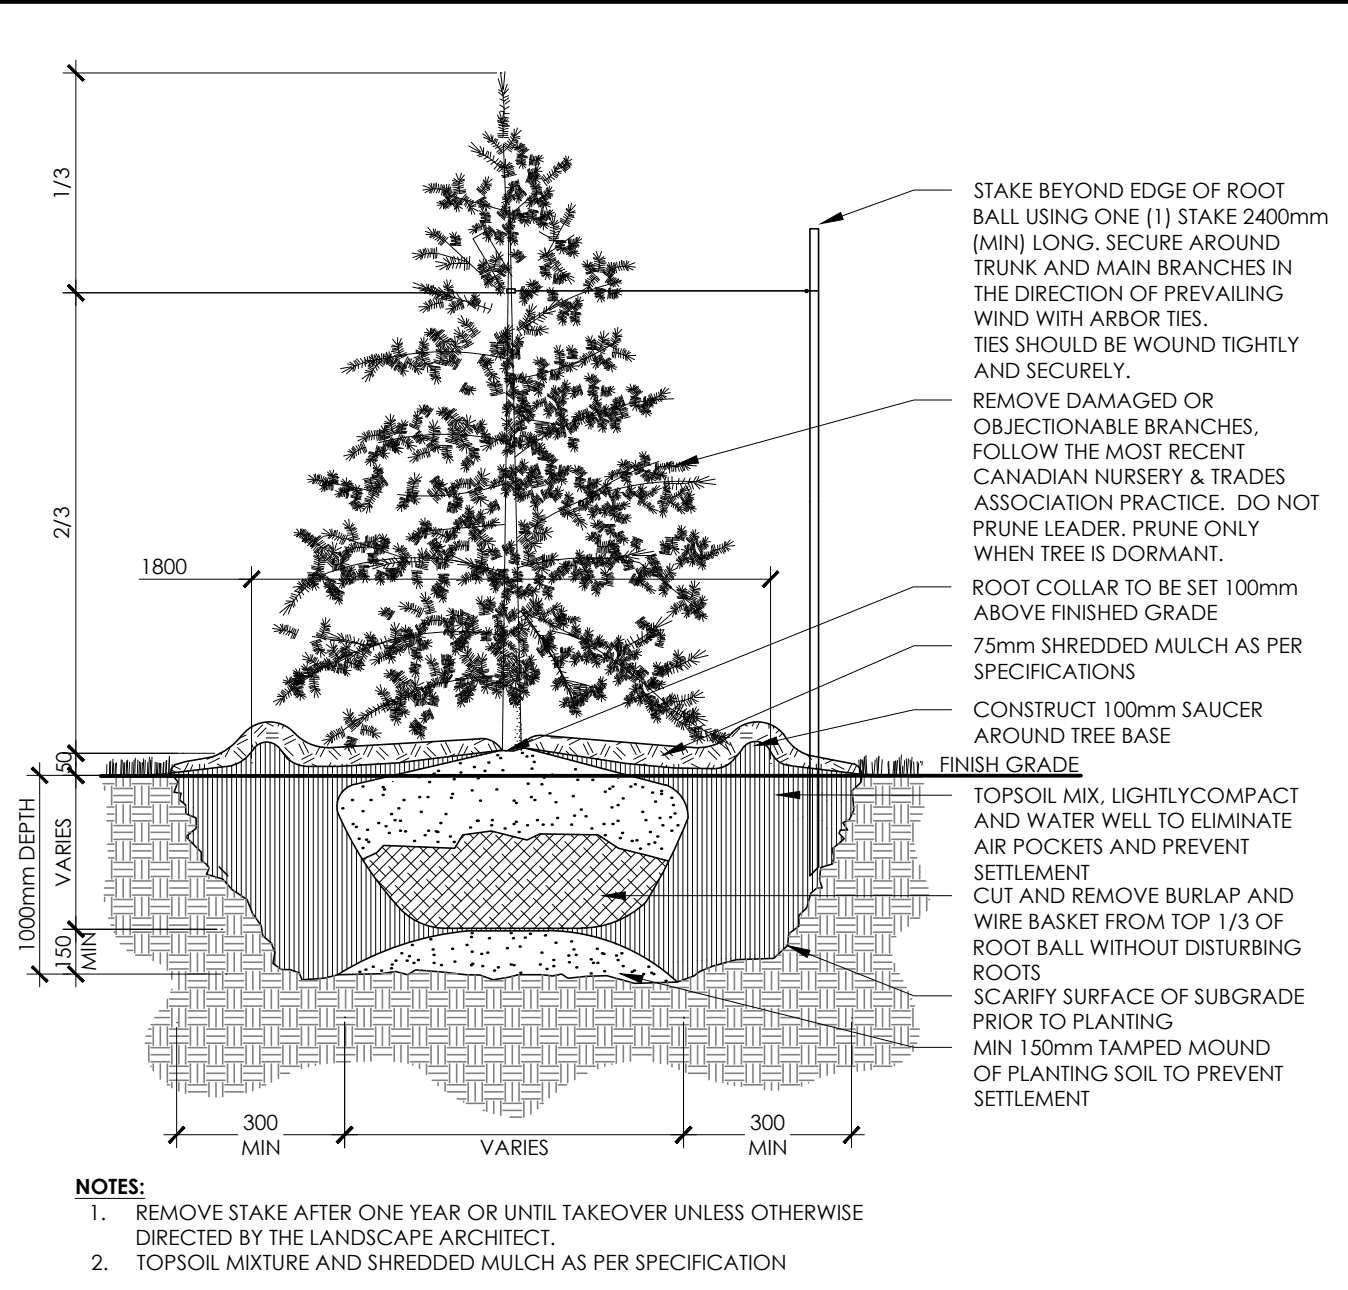 1/3
2/3
1800
50
1000mm DEPTH
VARIES
150
MIN
STAKE BEYOND EDGE OF ROOT
BALL USING ONE (1) STAKE 2400mm
(MIN) LONG. SECURE AROUND
TRUNK AND MAIN BRANCHES IN
THE DIRECTION OF PREVAILING
WIND WITH ARBOR TIES.
TIES SHOULD BE WOUND TIGHTLY
AND SECURELY.
REMOVE DAMAGED OR
OBJECTIONABLE BRANCHES,
FOLLOW THE MOST RECENT
CANADIAN NURSERY & TRADES
ASSOCIATION PRACTICE. DO NOT
PRUNE LEADER. PRUNE ONLY
WHEN TREE IS DORMANT.
ROOT COLLAR TO BE SET 100mm
ABOVE FINISHED GRADE
75mm SHREDDED MULCH AS PER
SPECIFICATIONS
CONSTRUCT 100mm SAUCER
AROUND TREE BASE
FINISH GRADE
TOPSOIL MIX, LIGHTLYCOMPACT
AND WATER WELL TO ELIMINATE
AIR POCKETS AND PREVENT
SETTLEMENT
CUT AND REMOVE BURLAP AND
WIRE BASKET FROM TOP 1/3 OF
ROOT BALL WITHOUT DISTURBING
ROOTS
SCARIFY SURFACE OF SUBGRADE
PRIOR TO PLANTING
MIN 150mm TAMPED MOUND
OF PLANTING SOIL TO PREVENT
SETTLEMENT
300
MIN
VARIES
300
MIN
NOTES:
1. REMOVE STAKE AFTER ONE YEAR OR UNTIL TAKEOVER UNLESS OTHERWISE
DIRECTED BY THE LANDSCAPE ARCHITECT.
2. TOPSOIL MIXTURE AND SHREDDED MULCH AS PER SPECIFICATION